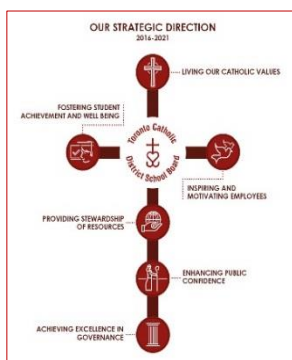 OUR STRATEGIC DIRECTION
2016-2021
LIVING OUR CATHOLIC VALUES
FOSTERING STUDENT
ACHIEVEMENT AND WELL BEING
Toronto Catholic
District School Board
INSPIRING AND
MOTIVATING EMPLOYEES
PROVIDING STEWARDSHIP
OF RESOURCES
ENHANCING PUBLIC
CONFIDENCE
ACHIEVING EXCELLENCE IN
GOVERNANCE